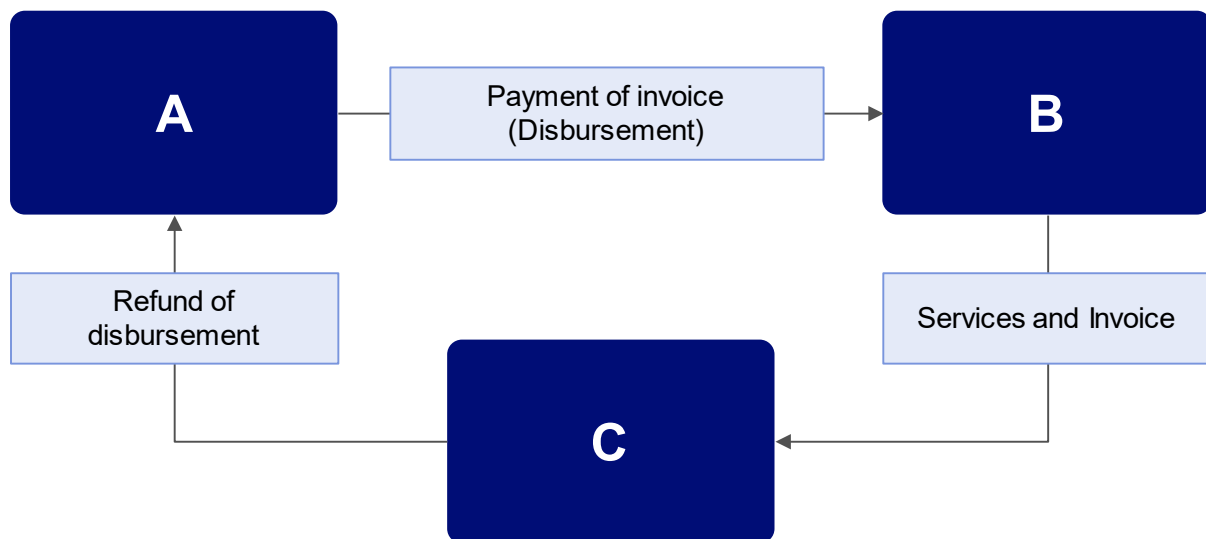 A
Payment of invoice
(Disbursement)
B
Refund of
disbursement
Services and Invoice
C